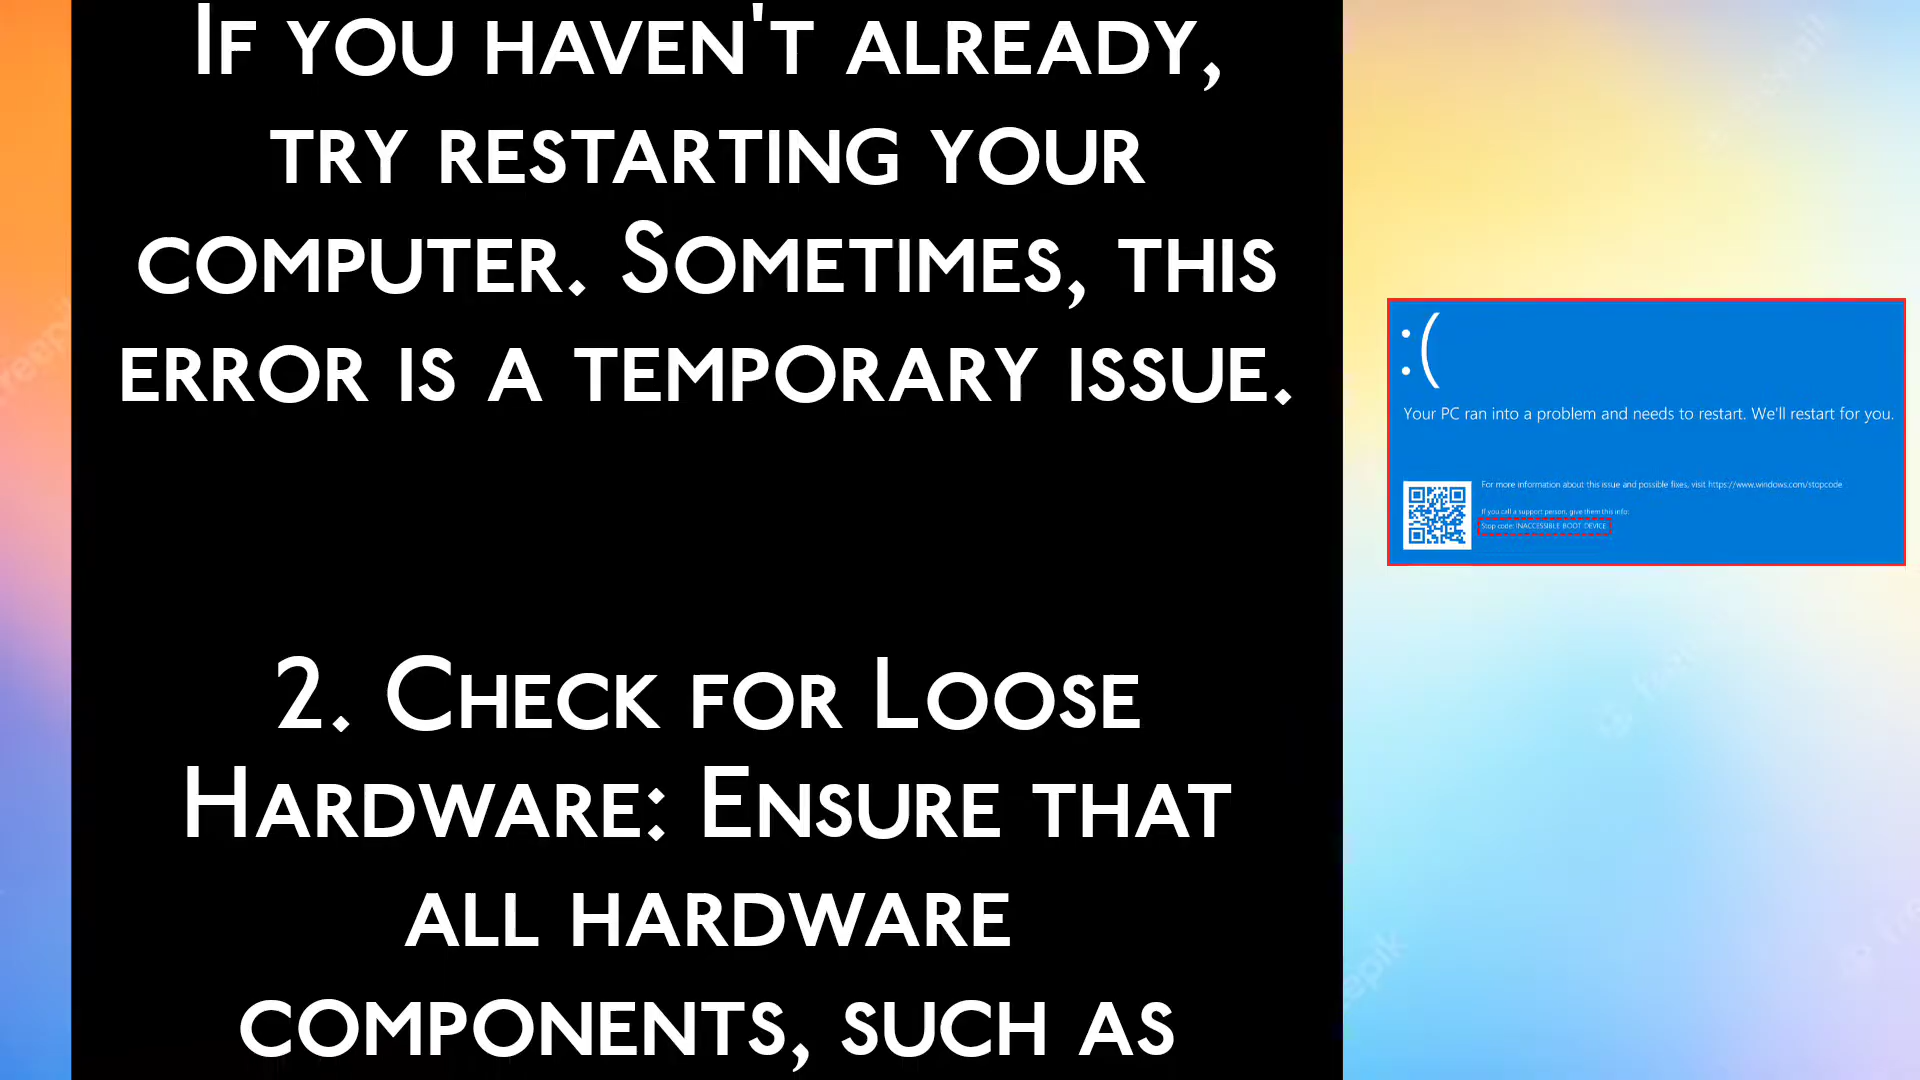 If you haven't already,
try restarting your
computer. Sometimes, this
error is a temporary issue.
2. Check for Loose
Hardware: Ensure that
all hardware
components, such as
:(
Your PC ran into a problem and needs to restart. We'll restart for you.
For more information about this issue and possible fixes, visit https://www.windows.com/stopcode
If you call a support person, give them this info:
Stop code: INACCESSIBLE BOOT DEVICE
freepik
freepik